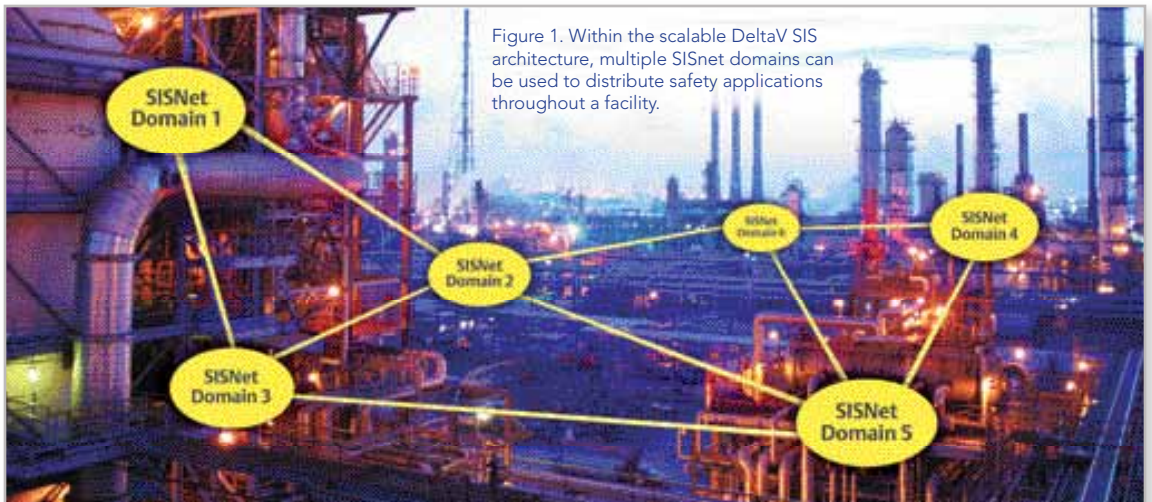 Figure 1. Within the scalable DeltaV SIS
architecture, multiple SISnet domains can
be used to distribute safety applications
throughout a facility.
SISNet
Domain 1
SISNet
Domain 2
SISNet
Domain
SISNet
Domain 4
SISNet
Domain 3
SISNet
Domain 5